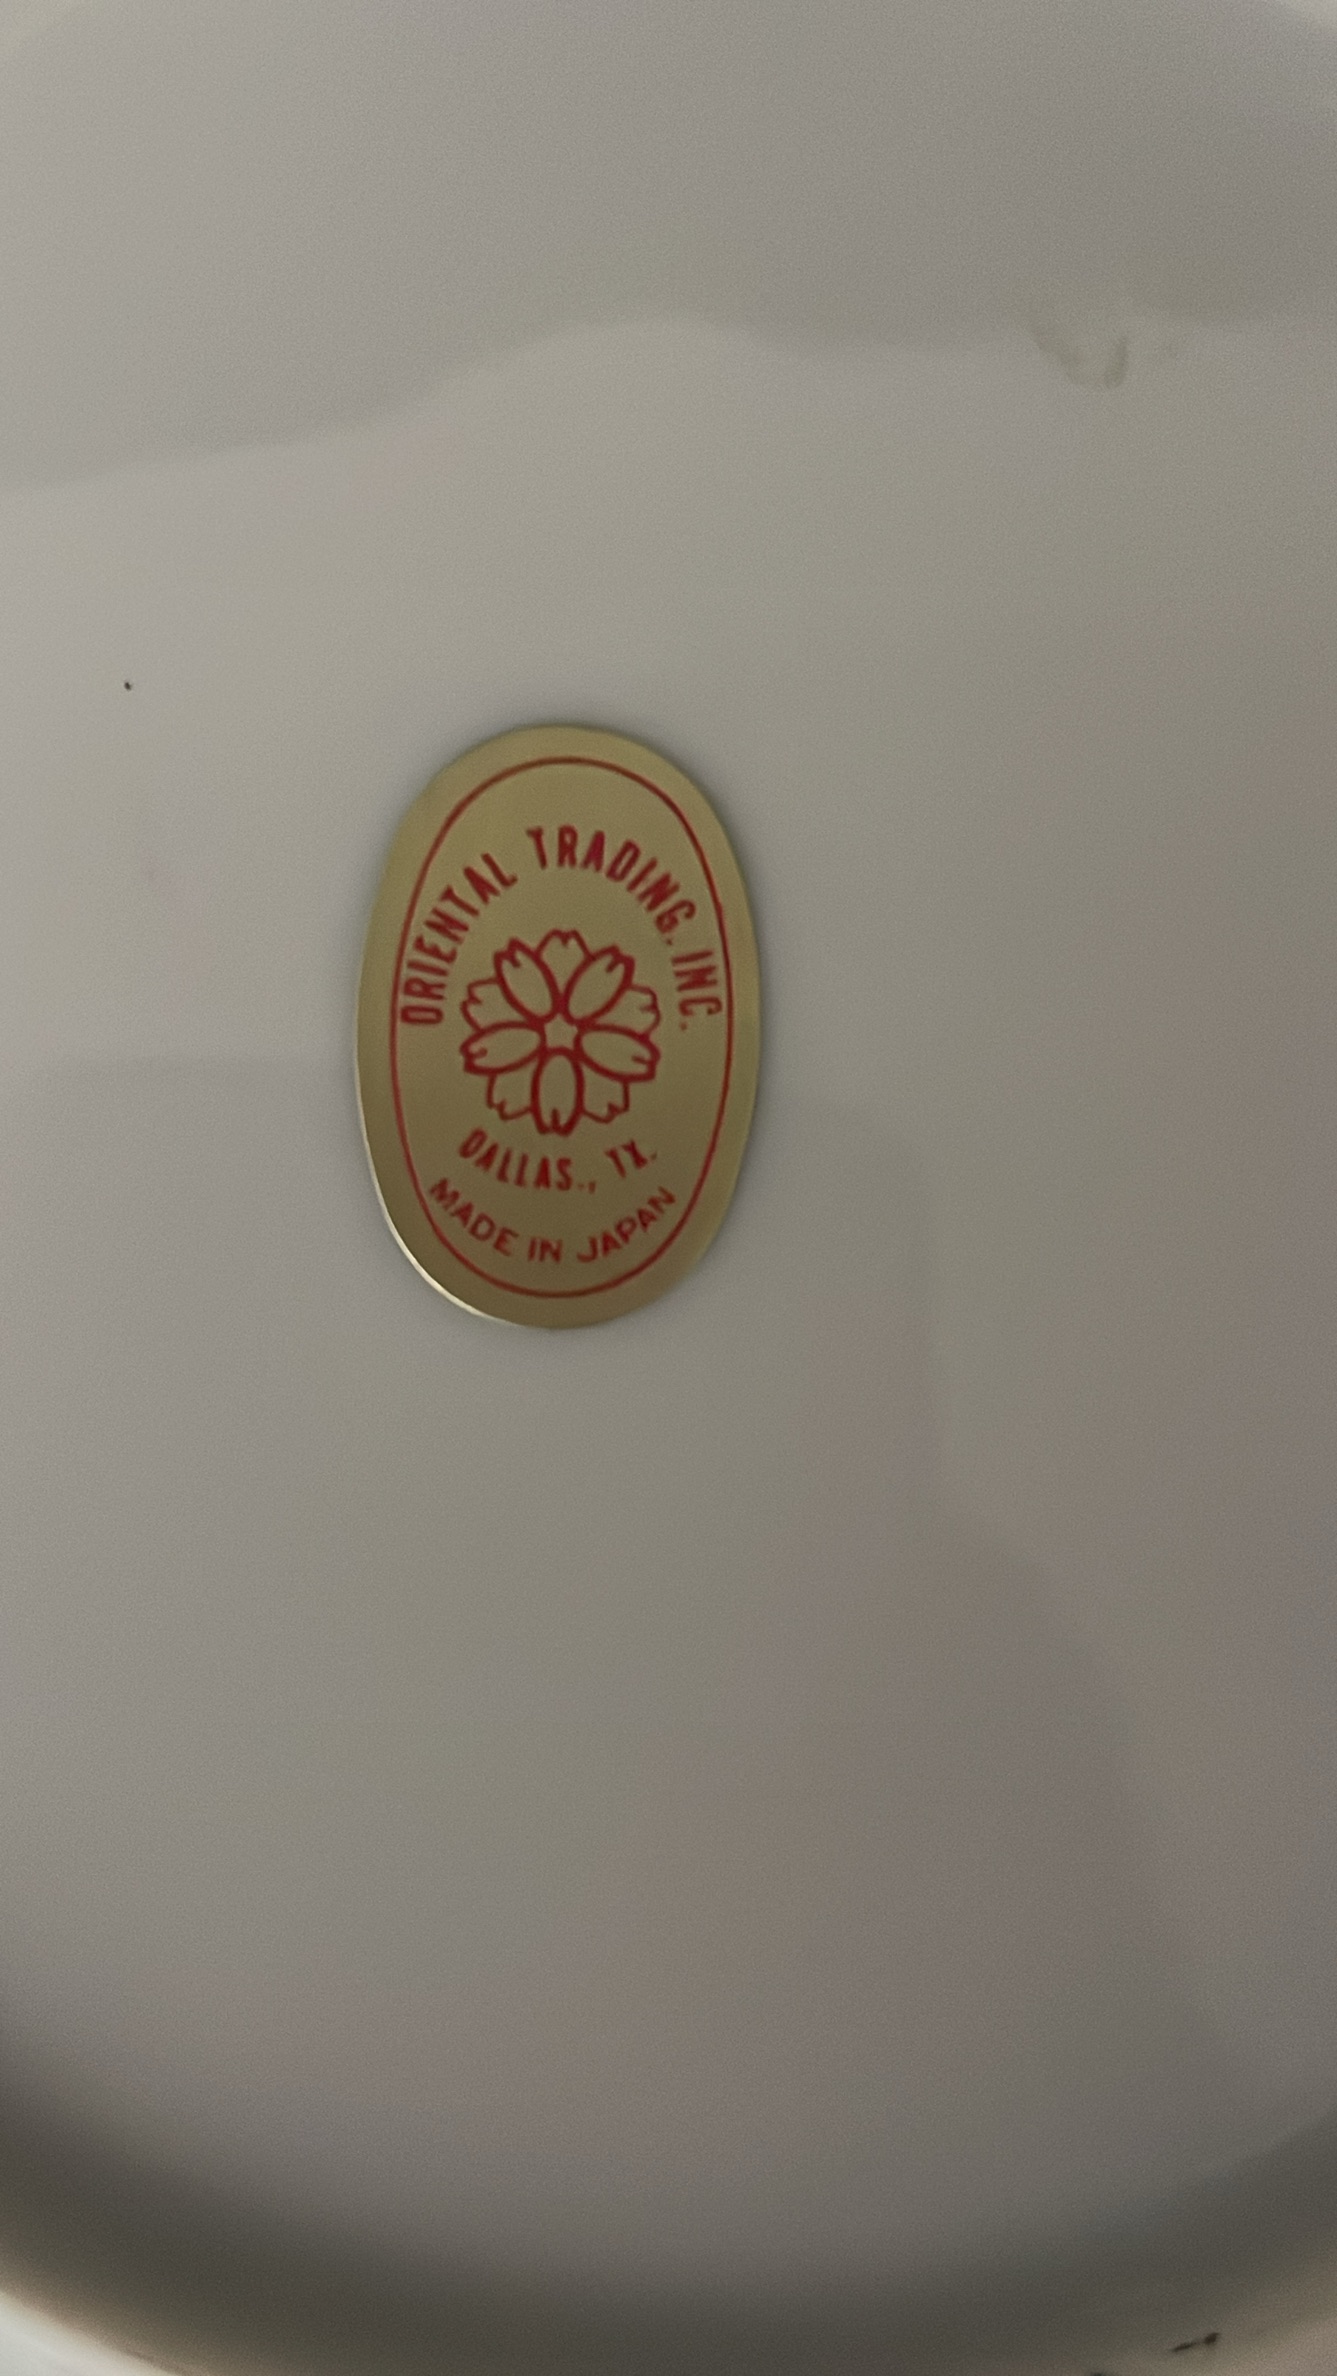 ORIENTAL TRADING, INC.
DALLAS., TX.
MADE IN JAPAN